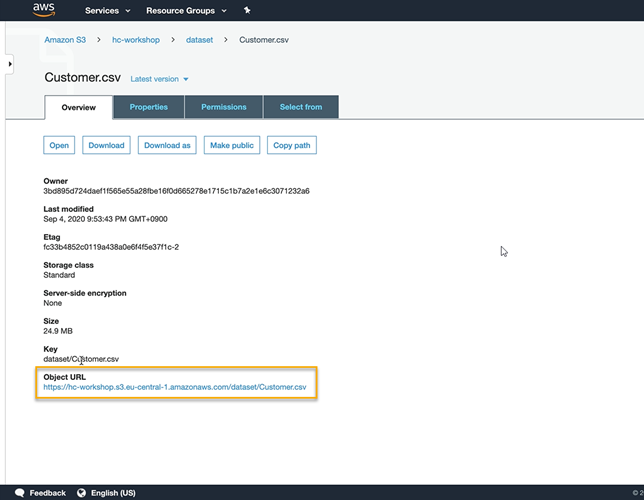 aws Services Resource Groups
Amazon S3 > hc-workshop > dataset > Customer.csv
Customer.csv Latest version
Overview Properties Permissions Select from
Open Download Download as Make public Copy path
Owner
3bd895d724daef1f565e55a28fbe16f0d665278e1715c1b7a2e1e6c3071232a6
Last modified
Sep 4, 2020 9:53:43 PM GMT+0900
Etag
fc33b4852c0119a438a0e6f4f5e37f1c-2
Storage class
Standard
Server-side encryption
None
Size
24.9 MB
Key
dataset/Customer.csv
Object URL
https://hc-workshop.s3.eu-central-1.amazonaws.com/dataset/Customer.csv
Feedback English (US) © 2